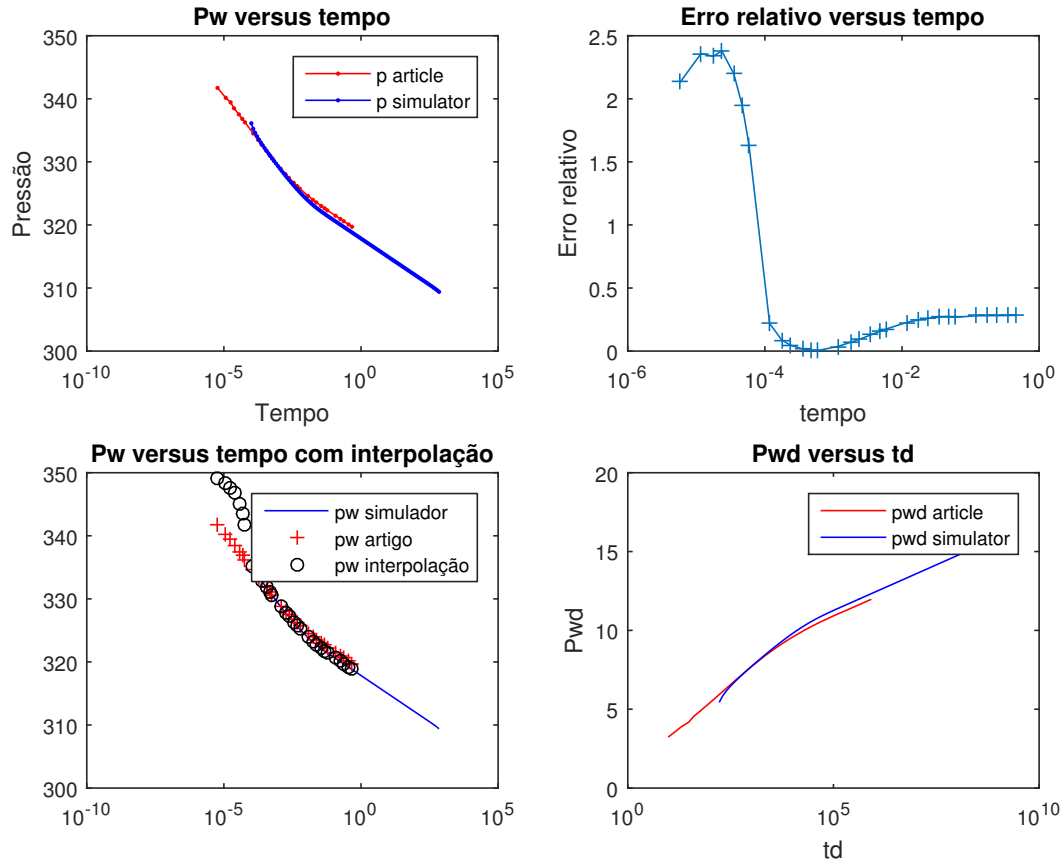 Pw versus tempo
350
340
330
320
310
300
Pressão
10^-10
10^-5
10^0
10^5
Tempo
p article
p simulator
Erro relativo versus tempo
2.5
2
1.5
1
0.5
0
Erro relativo
10^-6
10^-4
10^-2
10^0
tempo
Pw versus tempo com interpolação
350
340
330
320
310
300
10^-10
10^-5
10^0
10^5
pw simulador
pw artigo
pw interpolação
Pwd versus td
20
15
10
5
0
Pwd
10^0
10^5
10^10
td
pwd article
pwd simulator